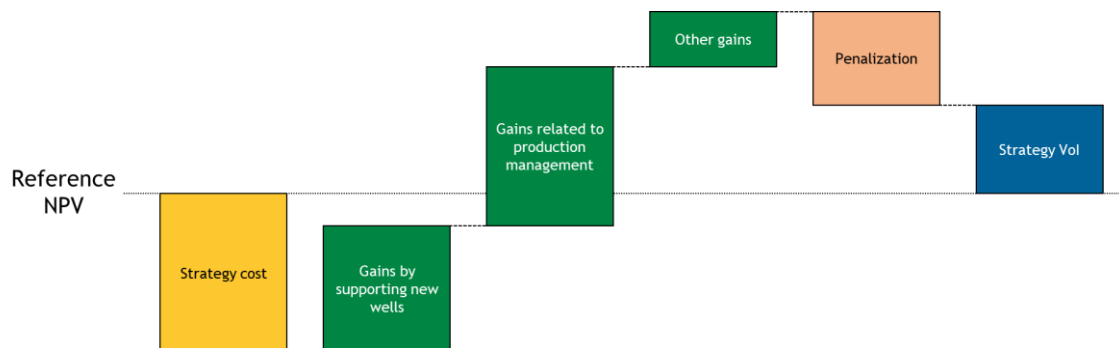 Other gains
Penalization
Gains related to
production
management
Strategy VoI
Reference
NPV
Strategy cost
Gains by
supporting new
wells